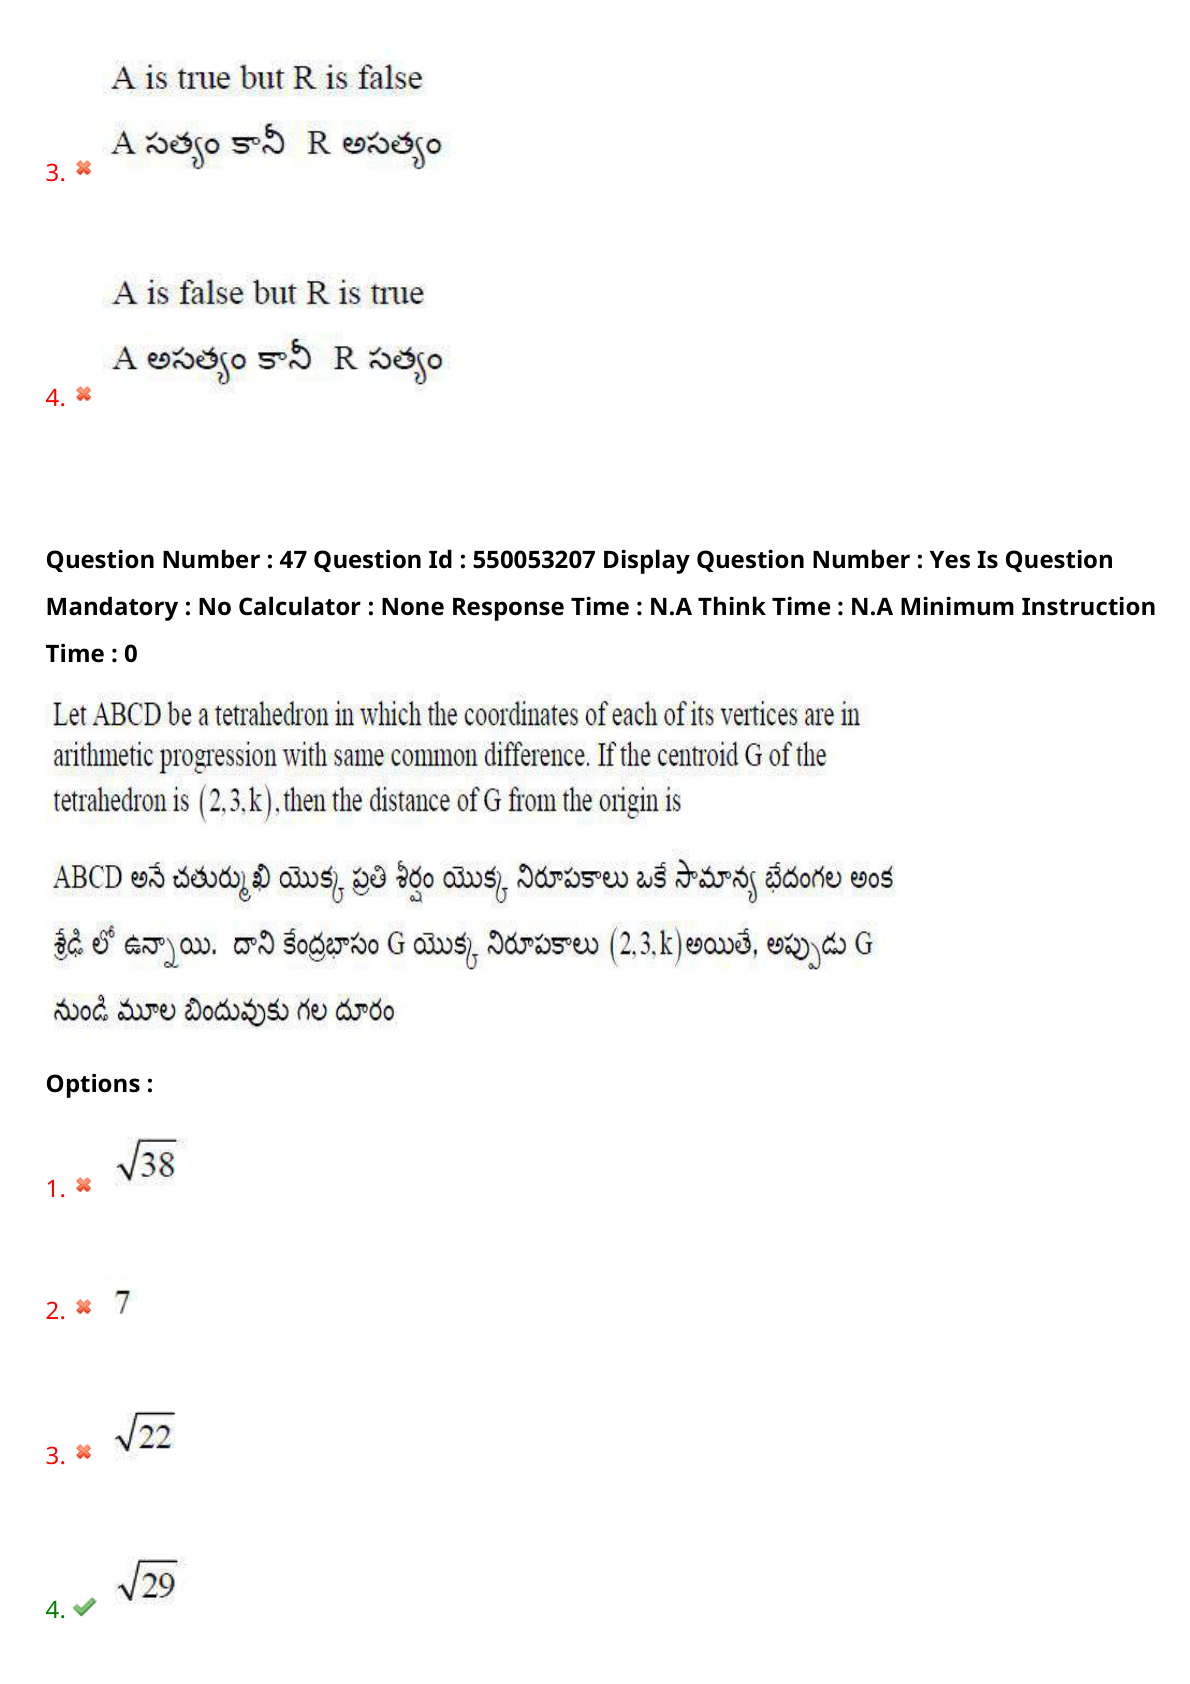 A is true but R is false
A సత్యం కానీ R అసత్యం
3.
A is false but R is true
A అసత్యం కానీ R సత్యం
4.
Question Number : 47 Question Id : 550053207 Display Question Number : Yes Is Question
Mandatory : No Calculator : None Response Time : N.A Think Time : N.A Minimum Instruction
Time : 0
Let ABCD be a tetrahedron in which the coordinates of each of its vertices are in
arithmetic progression with same common difference. If the centroid G of the
tetrahedron is (2,3,k), then the distance of G from the origin is
ABCD అనే చతుర్ముఖి యొక్క ప్రతి శీర్షం యొక్క నిరూపకాలు ఒకే సామాన్య భేదంగల అంక
శ్రేఢి లో ఉన్నాయి. దాని కేంద్రభాసం G యొక్క నిరూపకాలు (2,3,k) అయితే, అప్పుడు G
నుండి మూల బిందువుకు గల దూరం
Options :
1. √38
2. 7
3. √22
4. √29